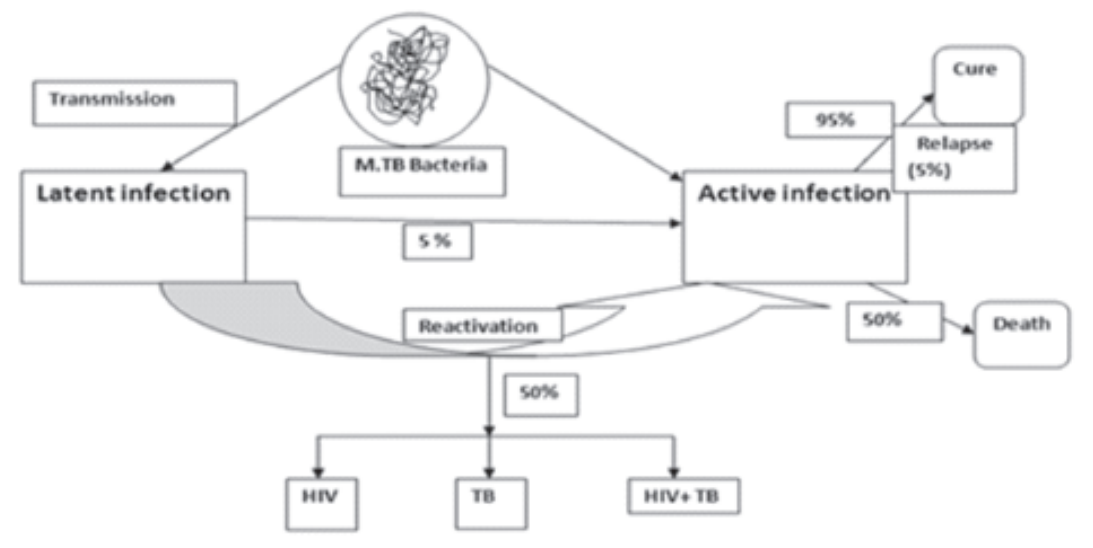 Cure
Transmission
95%
M.TB Bacteria
Relapse
(5%)
Latent infection
Active infection
5 %
Reactivation
50%
Death
50%
HIV
TB
HIV+ TB